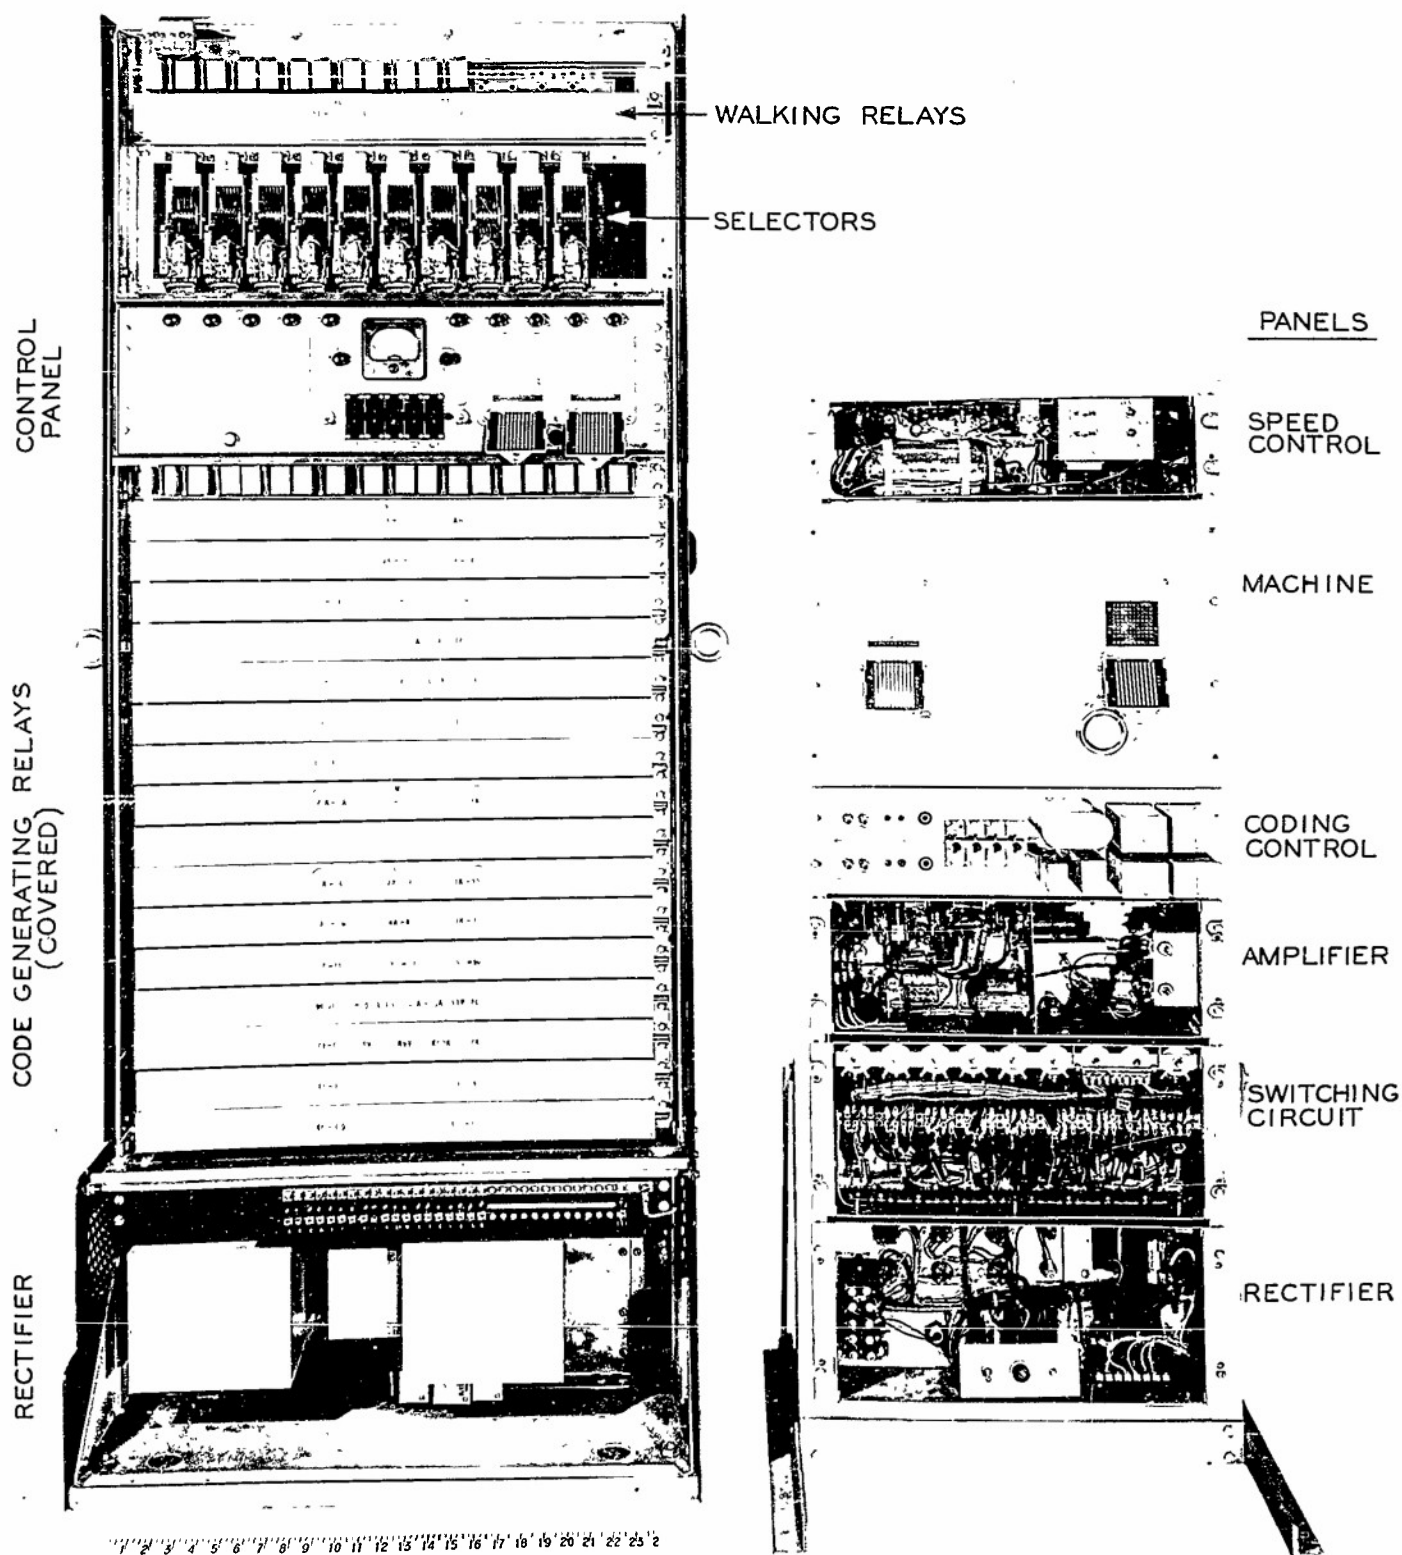 WALKING RELAYS
SELECTORS
CONTROL
PANEL
CODE GENERATING RELAYS
(COVERED)
RECTIFIER
1 2 3 4 5 6 7 8 9 10 11 12 13 14 15 16 17 18 19 20 21 22 23 2
PANELS
SPEED
CONTROL
MACHINE
CODING
CONTROL
AMPLIFIER
SWITCHING
CIRCUIT
RECTIFIER